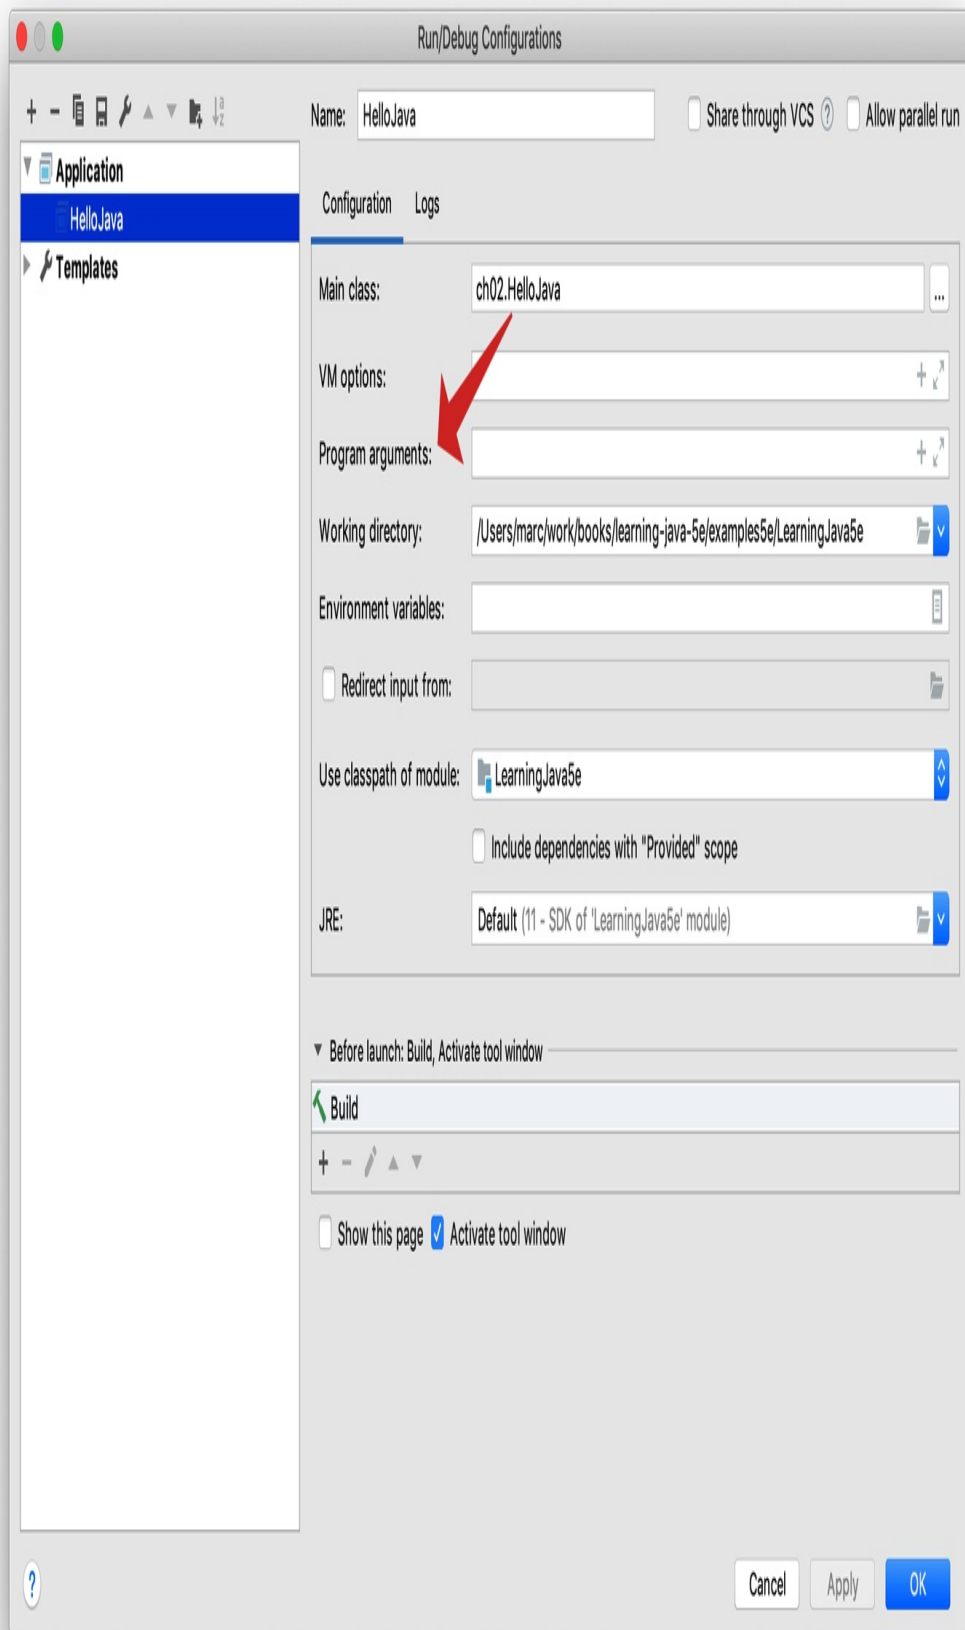 Run/Debug Configurations
Name: HelloJava Share through VCS ? Allow parallel run
Application
HelloJava
Templates
Configuration Logs
Main class: ch02.HelloJava ...
VM options:
Program arguments:
Working directory: /Users/marc/work/books/learning-java-5e/examples5e/LearningJava5e
Environment variables:
Redirect input from:
Use classpath of module: LearningJava5e
Include dependencies with "Provided" scope
JRE: Default (11 - SDK of 'LearningJava5e' module)
Before launch: Build, Activate tool window
Build
Show this page Activate tool window
? Cancel Apply OK